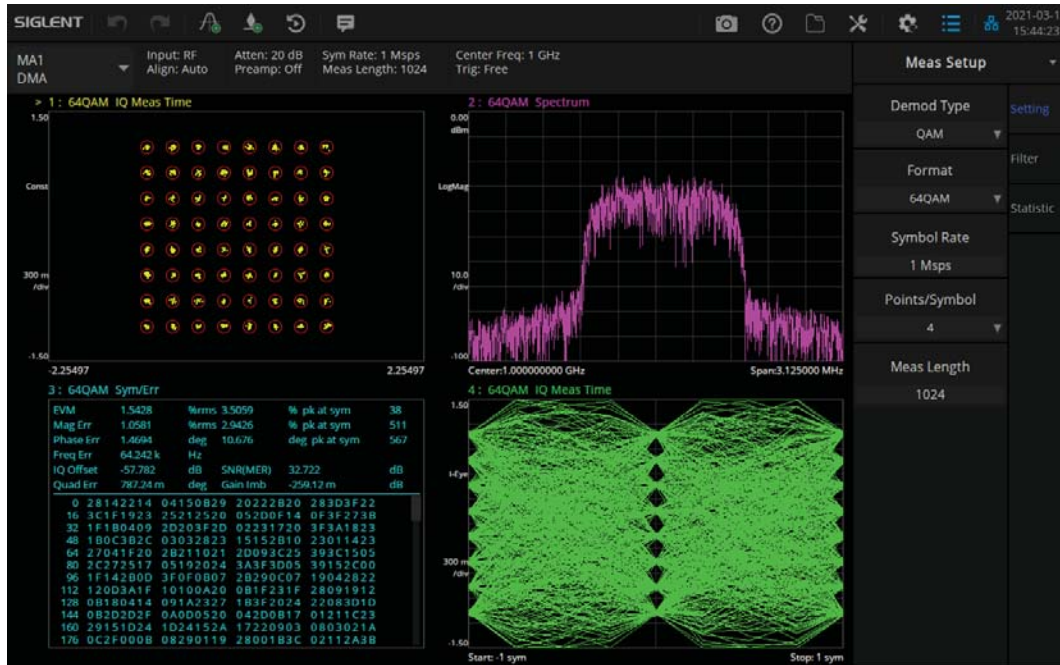 SIGLENT
2021-03-1
15:44:23
MA1
DMA
Input: RF
Align: Auto
Atten: 20 dB
Preamp: Off
Sym Rate: 1 Msps
Meas Length: 1024
Center Freq: 1 GHz
Trig: Free
Meas Setup
> 1: 64QAM IQ Meas Time
1.50
Const
300 m
/div
-1.50
-2.25497
2.25497
2: 64QAM Spectrum
0.00
dBm
LogMag
10.0
/div
-100
Center:1.000000000 GHz
Span:3.125000 MHz
3: 64QAM Sym/Err
EVM 1.5428 %rms 3.5059 % pk at sym 38
Mag Err 1.0581 %rms 2.9426 % pk at sym 511
Phase Err 1.4694 deg 10.676 deg pk at sym 567
Freq Err 64.242 k Hz
IQ Offset -57.782 dB SNR(MER) 32.722 dB
Quad Err 787.24 m deg Gain Imb -259.12 m dB
0 28142214 04150B29 20222B20 283D3F22
16 3C1F1923 25212520 052D0F14 0F3F273B
32 1F1B0409 2D203F2D 02231720 3F3A1823
48 1B0C3B2C 03032823 15152B10 23011423
64 27041F20 2B211021 2D093C25 393C1505
80 2C272517 05192024 3A3F3D05 39152C00
96 1F142B0D 3F0F0B07 2B290C07 19042822
112 120D3A1F 10100A20 0B1F231F 28091912
128 0B180414 091A2327 1B3F2024 22083D1D
144 0B2D2D2F 0A0D0520 042D0B17 01211C23
160 29151D24 1D24152A 17220903 0803021A
176 0C2F000B 08290119 28001B3C 02112A3B
4: 64QAM IQ Meas Time
1.50
I-Eye
300 m
/div
-1.50
Start: -1 sym
Stop: 1 sym
Demod Type
QAM
Format
64QAM
Symbol Rate
1 Msps
Points/Symbol
4
Meas Length
1024
Setting
Filter
Statistic